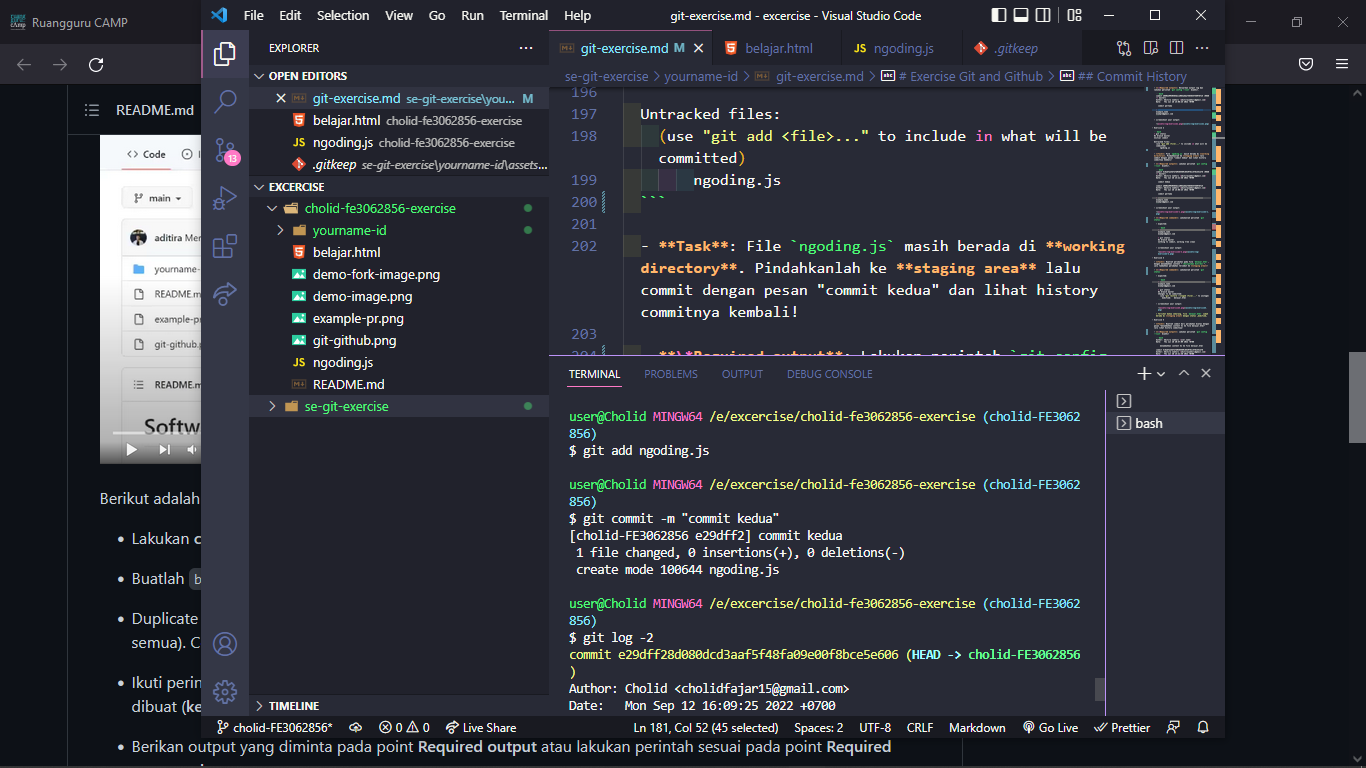 Ruangguru CAMP
File Edit Selection View Go Run Terminal Help
git-exercise.md - excercise - Visual Studio Code
README.md
Code
main
aditira Mer
yourname-
README.m
example-pr
git-github.p
README.m
Softw
Berikut adalah
Lakukan c
Buatlah b
Duplicate
semua). C
Ikuti perin
dibuat (ke
Berikan output yang diminta pada point Required output atau lakukan perintah sesuai pada point Required
13
EXPLORER
OPEN EDITORS
git-exercise.md se-git-exercise\you... M
belajar.html cholid-fe3062856-exercise
ngoding.js cholid-fe3062856-exercise
.gitkeep se-git-exercise\yourname-id\assets...
EXCERCISE
cholid-fe3062856-exercise
yourname-id
belajar.html
demo-fork-image.png
demo-image.png
example-pr.png
git-github.png
JS ngoding.js
README.md
se-git-exercise
TIMELINE
git-exercise.md M
belajar.html
JS ngoding.js
.gitkeep
se-git-exercise > yourname-id > git-exercise.md > # Exercise Git and Github > ## Commit History
196
197 Untracked files:
198 (use "git add <file>..." to include in what will be
committed)
199 ngoding.js
200 ```
201
202 - **Task**: File `ngoding.js` masih berada di **working
directory**. Pindahkanlah ke **staging area** lalu
commit dengan pesan "commit kedua" dan lihat history
commitnya kembali!
203
204 **\*Required output**: Lakukan perintah `git config
TERMINAL PROBLEMS OUTPUT DEBUG CONSOLE
bash
user@Cholid MINGW64 /e/excercise/cholid-fe3062856-exercise (cholid-FE3062
856)
$ git add ngoding.js
user@Cholid MINGW64 /e/excercise/cholid-fe3062856-exercise (cholid-FE3062
856)
$ git commit -m "commit kedua"
[cholid-FE3062856 e29dff2] commit kedua
1 file changed, 0 insertions(+), 0 deletions(-)
create mode 100644 ngoding.js
user@Cholid MINGW64 /e/excercise/cholid-fe3062856-exercise (cholid-FE3062
856)
$ git log -2
commit e29dff28d080dcd3aaf5f48fa09e00f8bce5e606 (HEAD -> cholid-FE3062856
)
Author: Cholid <cholidfajar15@gmail.com>
Date: Mon Sep 12 16:09:25 2022 +0700
cholid-FE3062856* 0 0 Live Share Ln 181, Col 52 (45 selected) Spaces: 2 UTF-8 CRLF Markdown Go Live Prettier